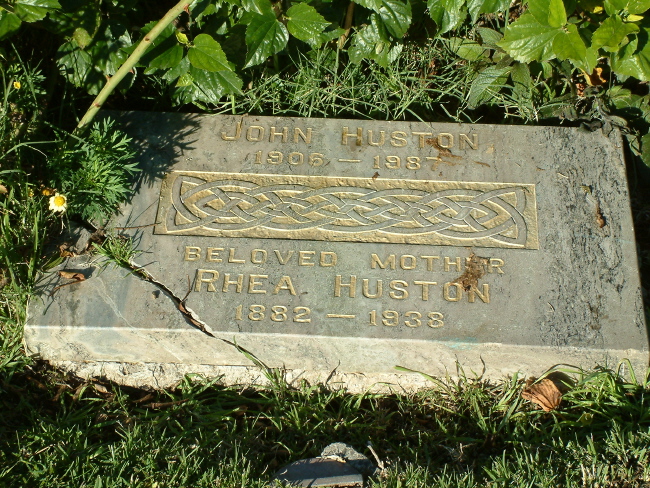 JOHN HUSTON
1906 — 1987
BELOVED MOTHER
RHEA HUSTON
1882 — 1938